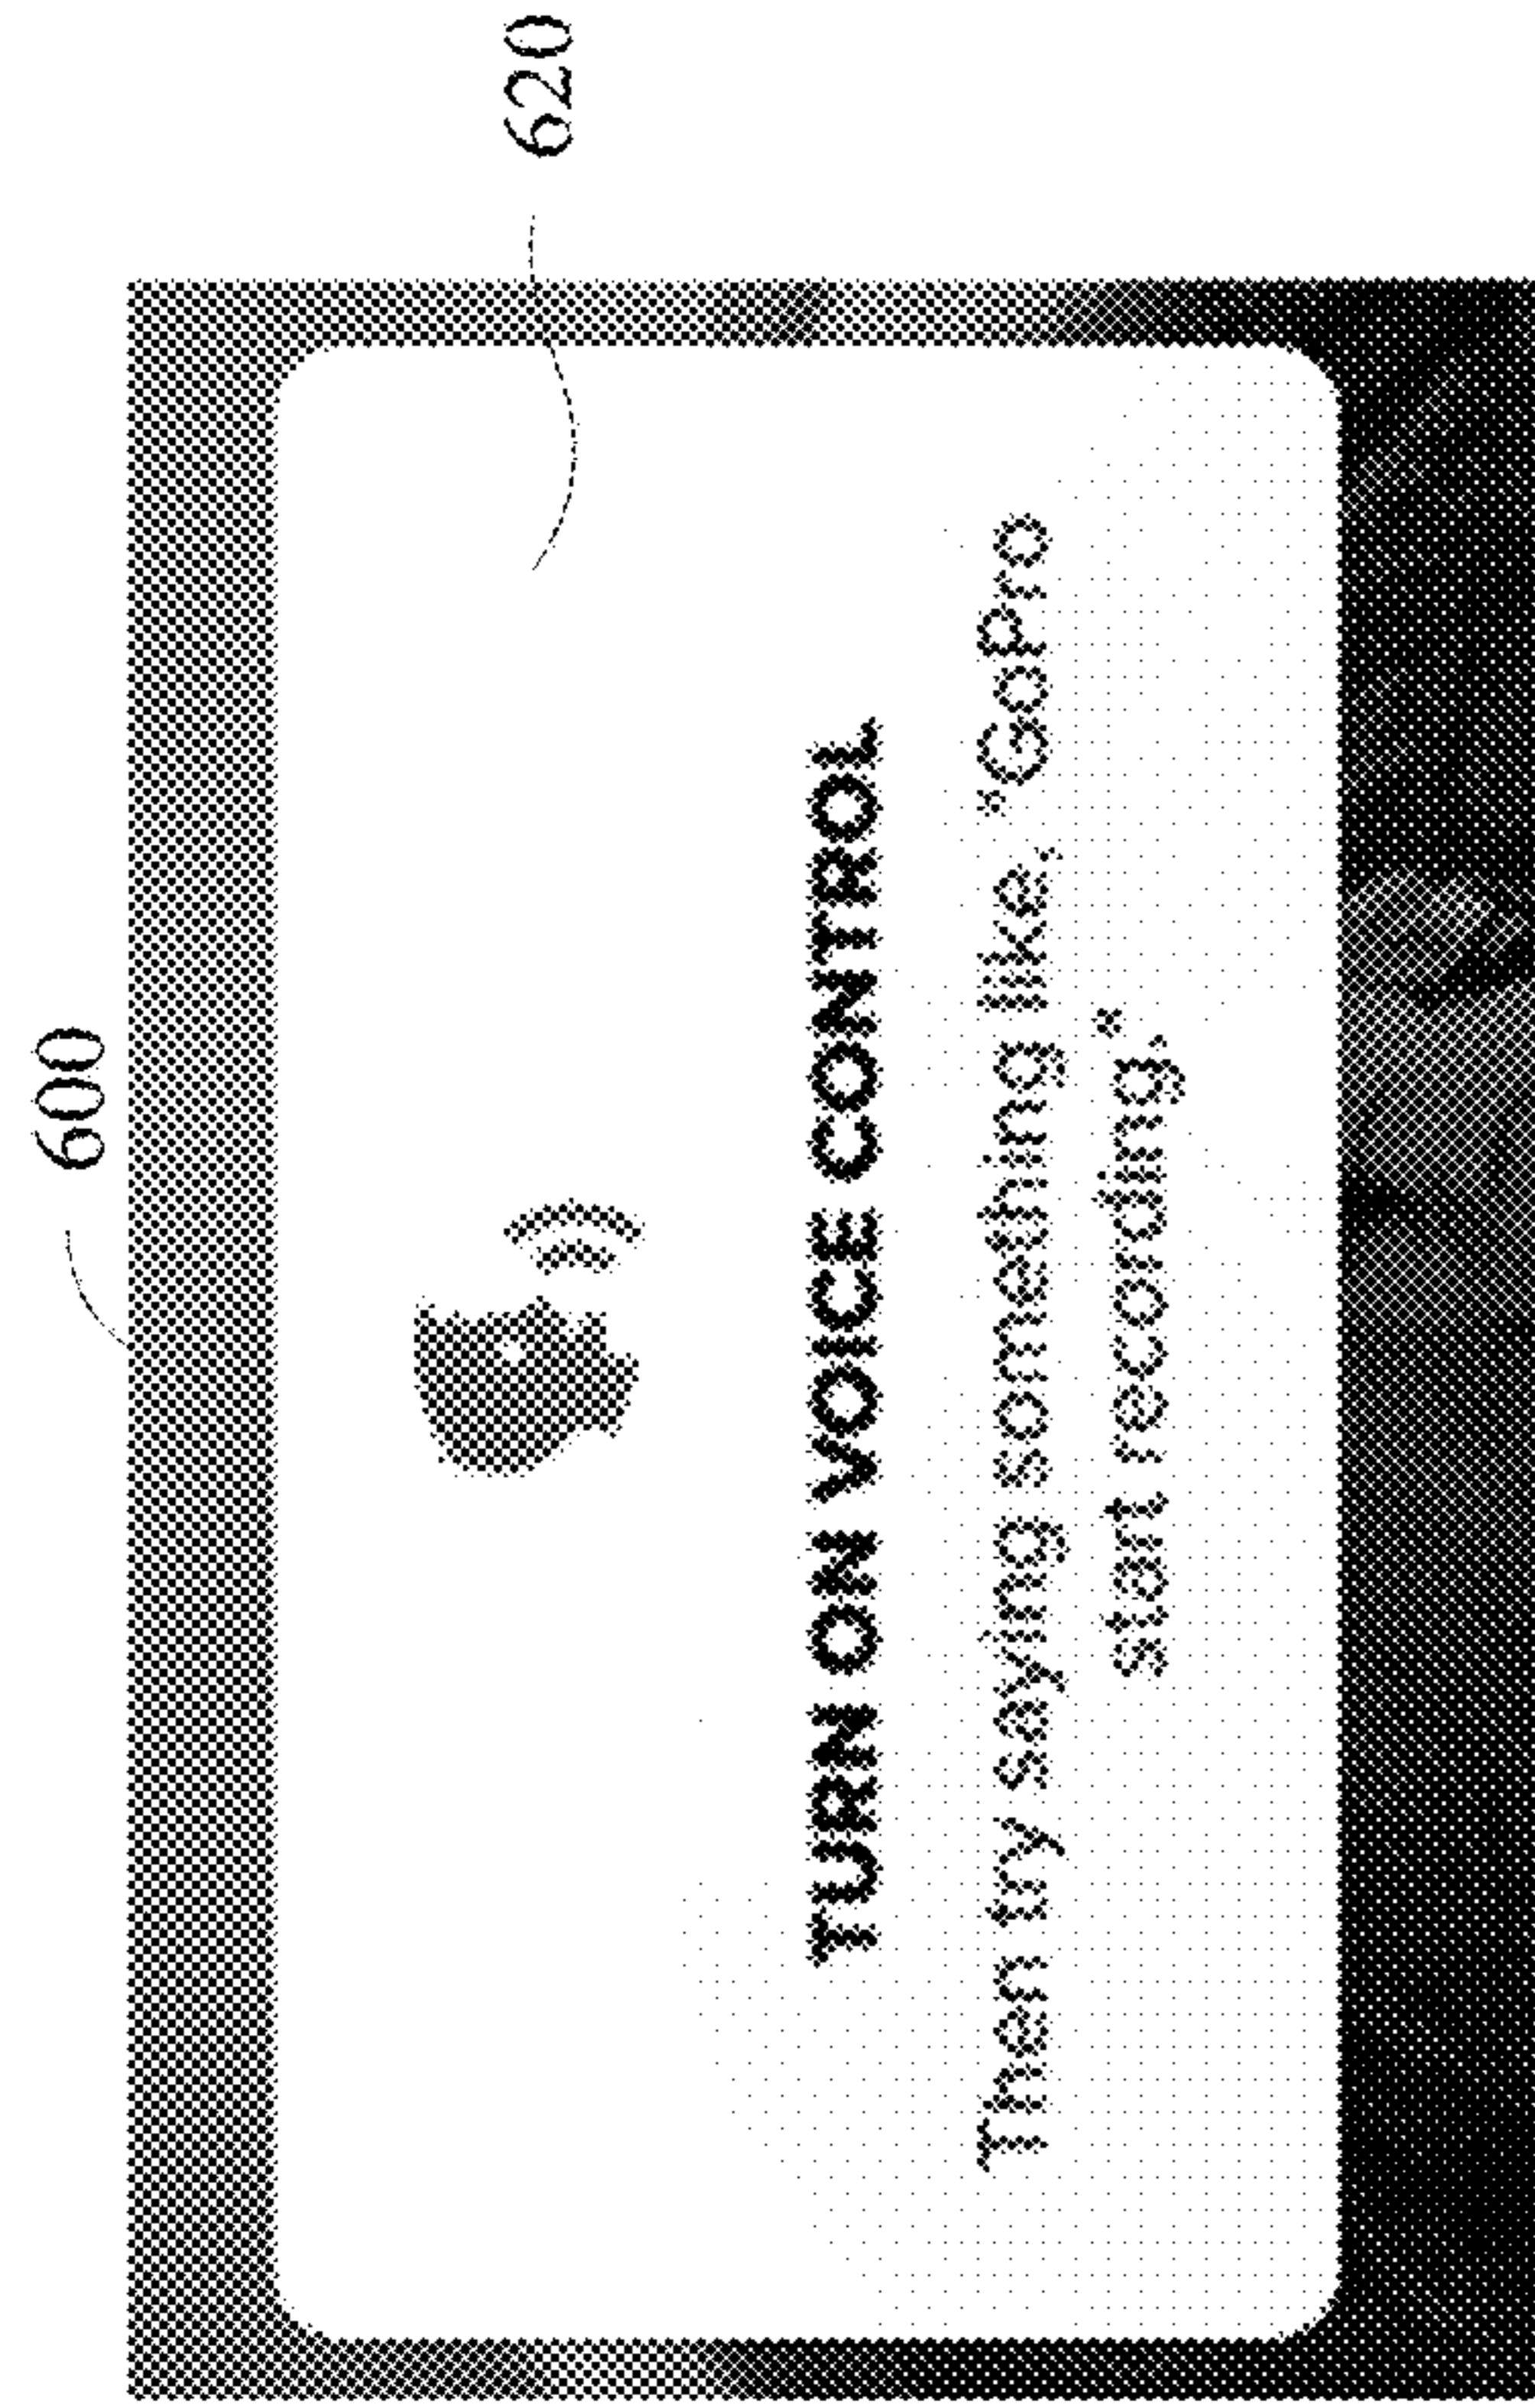 600
620
TURN ON VOICE CONTROL
Then try saying something like, "GoPro
start recording."